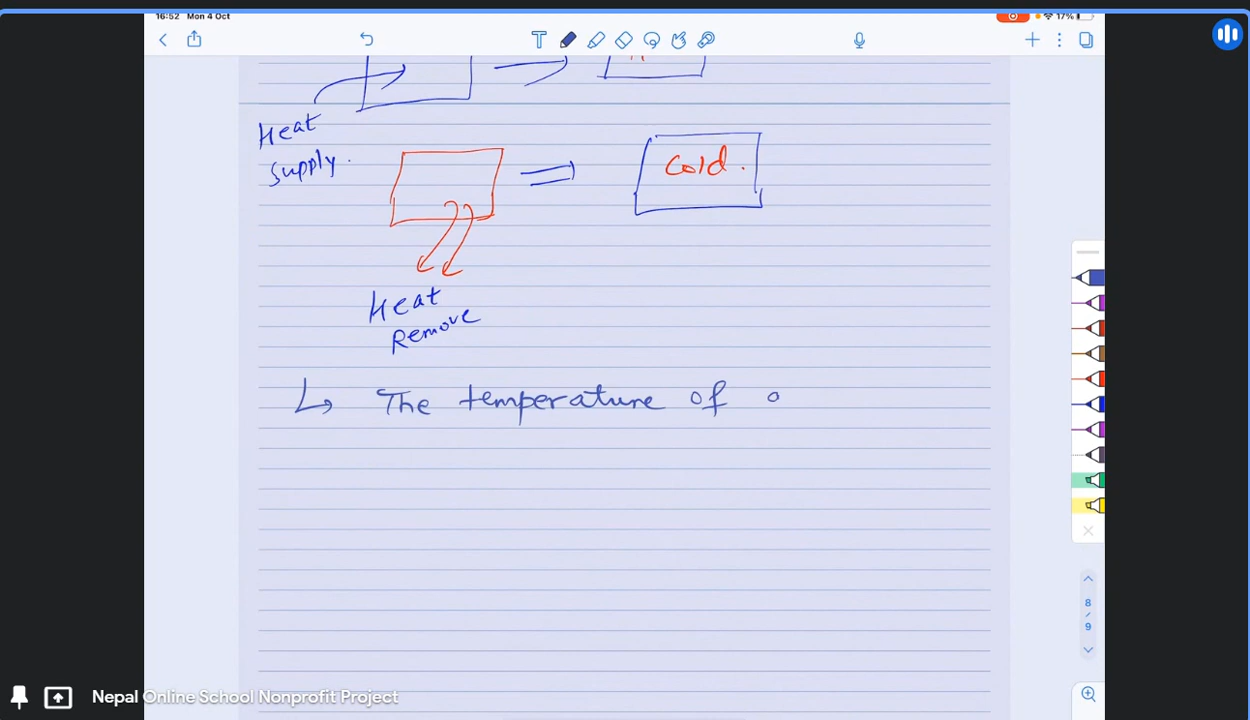 16:52 Mon 4 Oct
17%
T
Heat
supply.
Cold.
Heat
Remove
The temperature of o
8
/
9
Nepal Online School Nonprofit Project